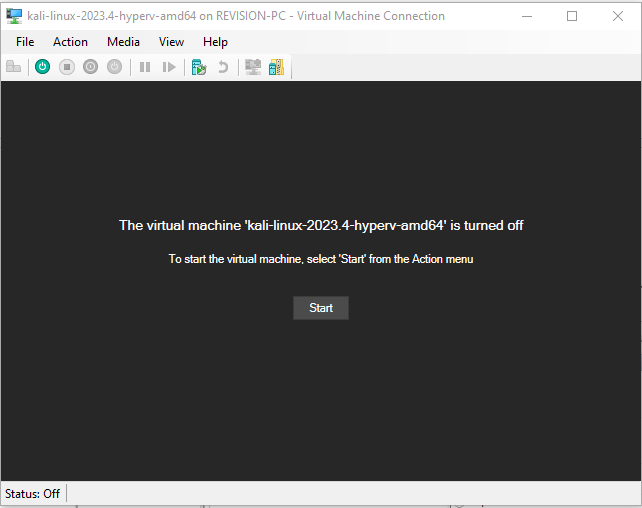 kali-linux-2023.4-hyperv-amd64 on REVISION-PC - Virtual Machine Connection
File Action Media View Help
The virtual machine 'kali-linux-2023.4-hyperv-amd64' is turned off
To start the virtual machine, select 'Start' from the Action menu
Start
Status: Off